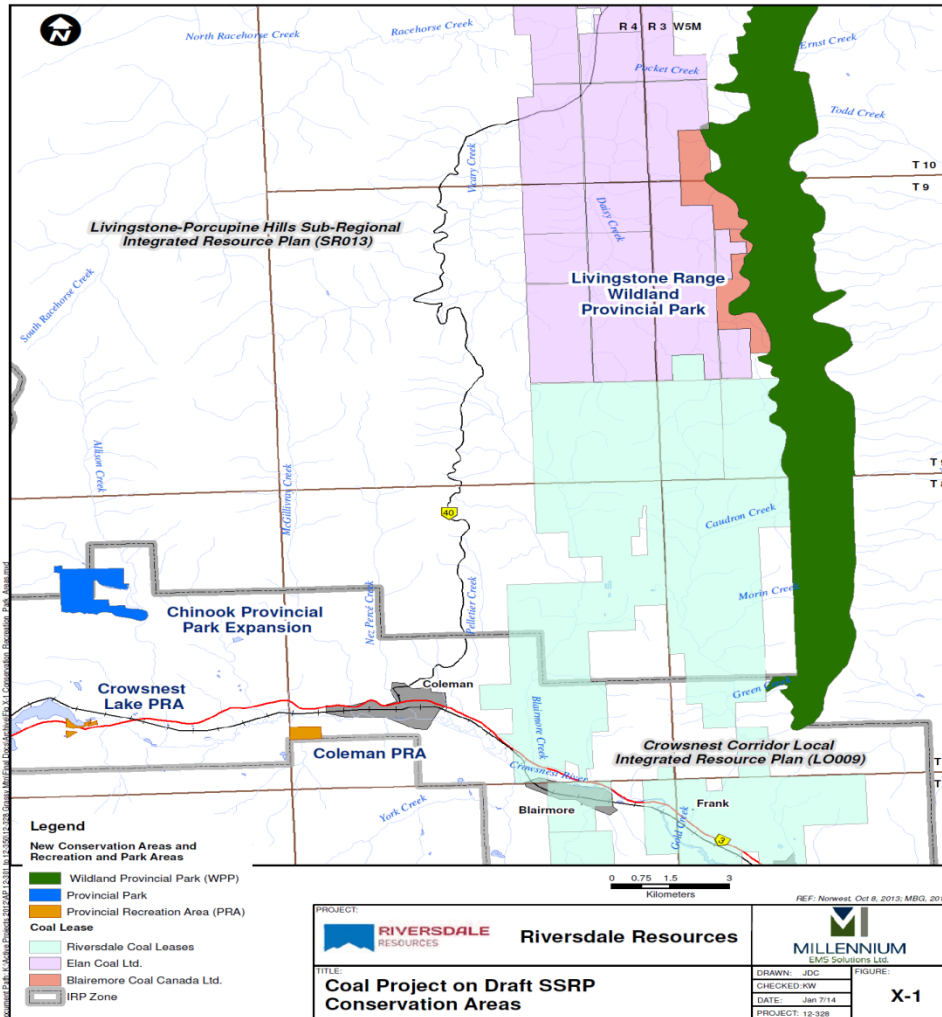 N
North Racehorse Creek
Racehorse Creek
R 4 R 3 W5M
Ernst Creek
Pocket Creek
Todd Creek
Vicary Creek
T 10
T 9
Daisy Creek
Livingstone-Porcupine Hills Sub-Regional
Integrated Resource Plan (SR013)
Livingstone Range
Wildland
Provincial Park
South Racehorse Creek
Allison Creek
McGillivray Creek
40
Caudron Creek
Nez Percé Creek
Pelletier Creek
Morin Creek
Chinook Provincial
Park Expansion
Coleman
Green Creek
Crowsnest
Lake PRA
Blairmore Creek
Coleman PRA
Crowsnest Corridor Local
Integrated Resource Plan (LO009)
Crowsnest River
York Creek
Blairmore
Frank
Gold Creek
3
Legend
New Conservation Areas and
Recreation and Park Areas
Wildland Provincial Park (WPP)
Provincial Park
Provincial Recreation Area (PRA)
Coal Lease
Riversdale Coal Leases
Elan Coal Ltd.
Blairemore Coal Canada Ltd.
IRP Zone
0 0.75 1.5 3
Kilometers
REF: Norwest, Oct 8, 2013; MBG, 201
PROJECT:
RIVERSDALE
RESOURCES
Riversdale Resources
MILLENNIUM
EMS Solutions Ltd.
TITLE:
Coal Project on Draft SSRP
Conservation Areas
DRAWN: JDC
CHECKED:KW
DATE: Jan 7/14
PROJECT: 12-328
FIGURE:
X-1